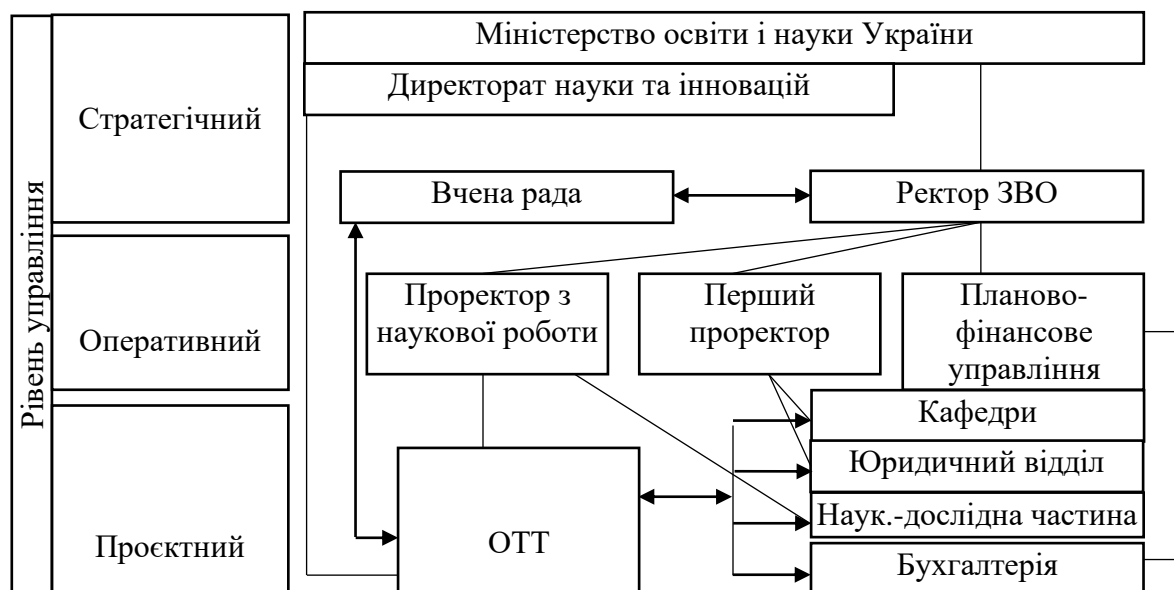 Рівень управління
Міністерство освіти і науки України
Директорат науки та інновацій
Стратегічний
Вчена рада
Ректор ЗВО
Оперативний
Проректор з
наукової роботи
Перший
проректор
Планово-
фінансове
управління
Кафедри
Юридичний відділ
Проєктний
ОТТ
Наук.-дослідна частина
Бухгалтерія